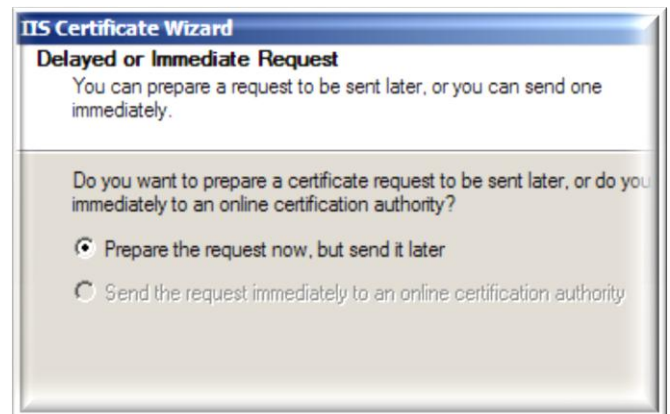 IIS Certificate Wizard
Delayed or Immediate Request
You can prepare a request to be sent later, or you can send one
immediately.
Do you want to prepare a certificate request to be sent later, or do you
immediately to an online certification authority?
Prepare the request now, but send it later
Send the request immediately to an online certification authority